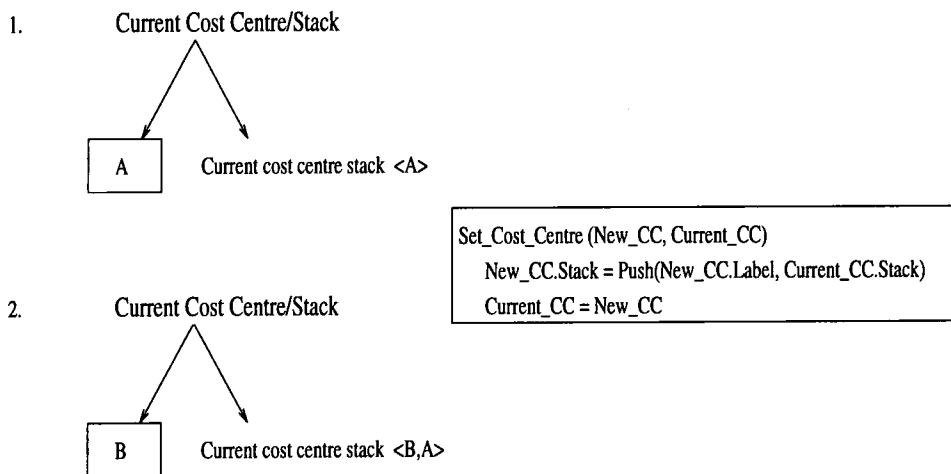 1. Current Cost Centre/Stack
A Current cost centre stack <A>
Set_Cost_Centre (New_CC, Current_CC)
New_CC.Stack = Push(New_CC.Label, Current_CC.Stack)
Current_CC = New_CC
2. Current Cost Centre/Stack
B Current cost centre stack <B,A>